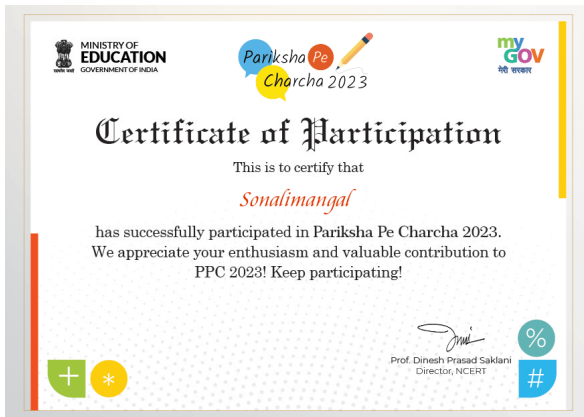 MINISTRY OF
EDUCATION
GOVERNMENT OF INDIA
Pariksha Pe
Charcha 2023
my
GOV
मेरी सरकार
Certificate of Participation
This is to certify that
Sonalimangal
has successfully participated in Pariksha Pe Charcha 2023.
We appreciate your enthusiasm and valuable contribution to
PPC 2023! Keep participating!
Prof. Dinesh Prasad Saklani
Director, NCERT
+
*
%
#